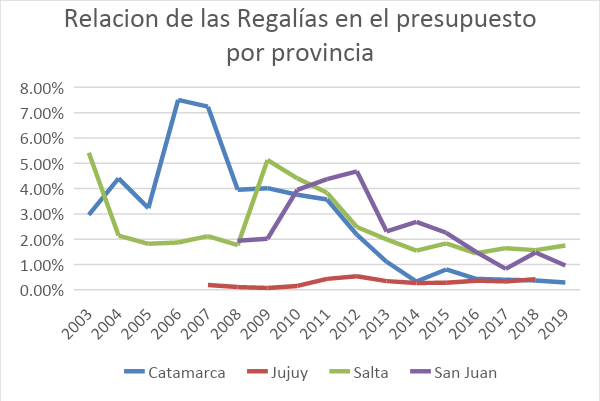 Relacion de las Regalías en el presupuesto
por provincia
8.00%
7.00%
6.00%
5.00%
4.00%
3.00%
2.00%
1.00%
0.00%
2003 2004 2005 2006 2007 2008 2009 2010 2011 2012 2013 2014 2015 2016 2017 2018 2019
Catamarca Jujuy Salta San Juan